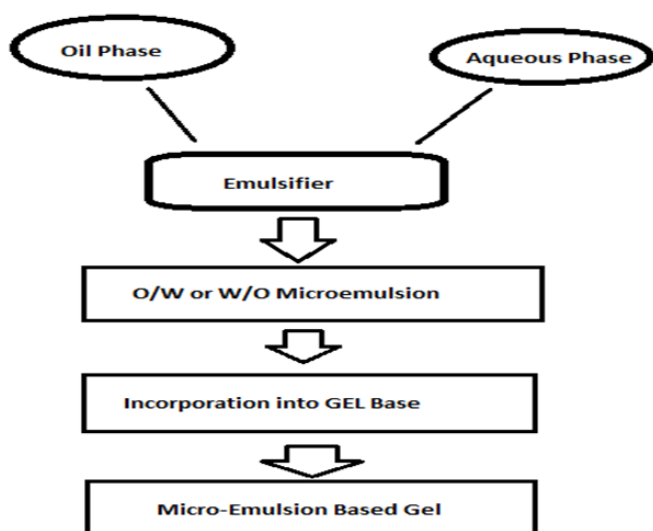 Oil Phase
Aqueous Phase
Emulsifier
O/W or W/O Microemulsion
Incorporation into GEL Base
Micro-Emulsion Based Gel